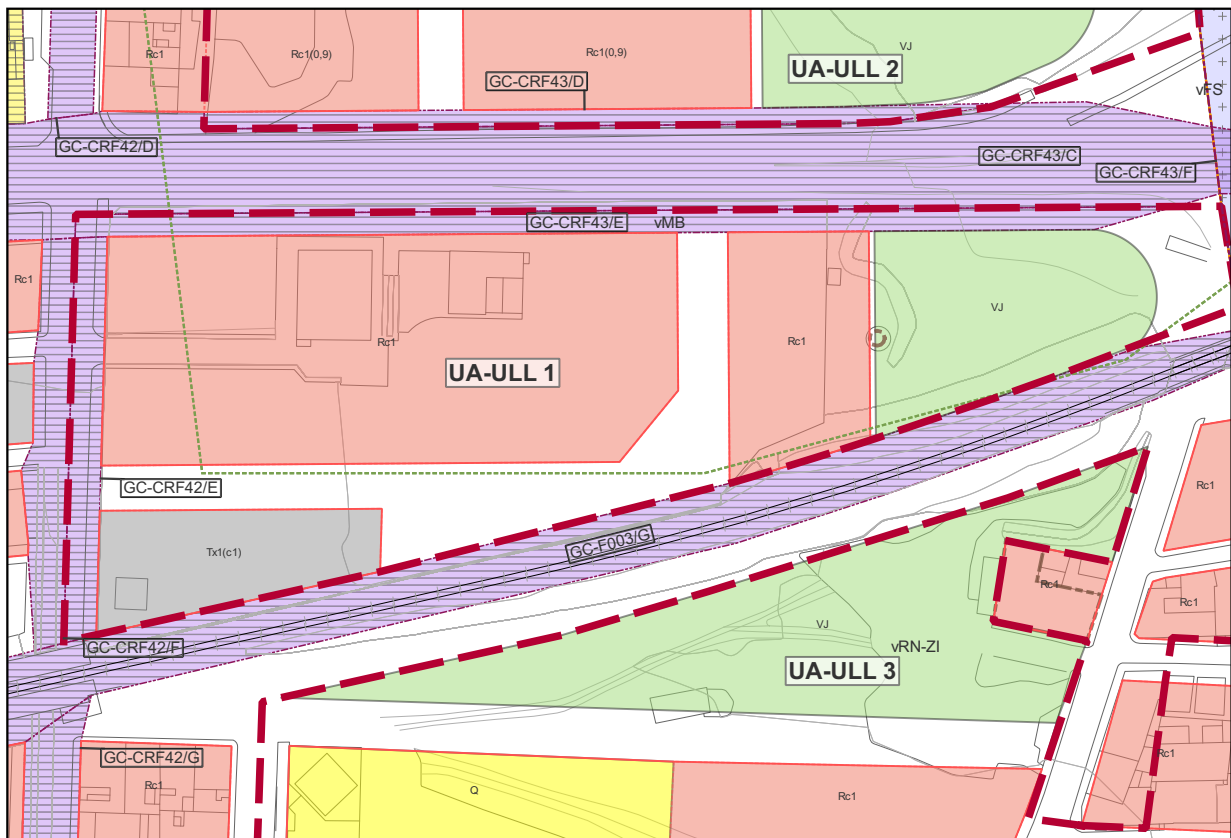 Rc1
Rc1(0,9)
Rc1(0,9)
VJ
UA-ULL 2
GC-CRF43/D
vFS
GC-CRF42/D
GC-CRF43/C
GC-CRF43/F
GC-CRF43/E
vMB
Rc1
Rc1
Rc1
VJ
UA-ULL 1
GC-CRF42/E
Rc1
Tx1(c1)
GC-F003/G
Rc1
Rc1
VJ
vRN-ZI
GC-CRF42/F
UA-ULL 3
GC-CRF42/G
Rc1
Rc1
Q
Rc1